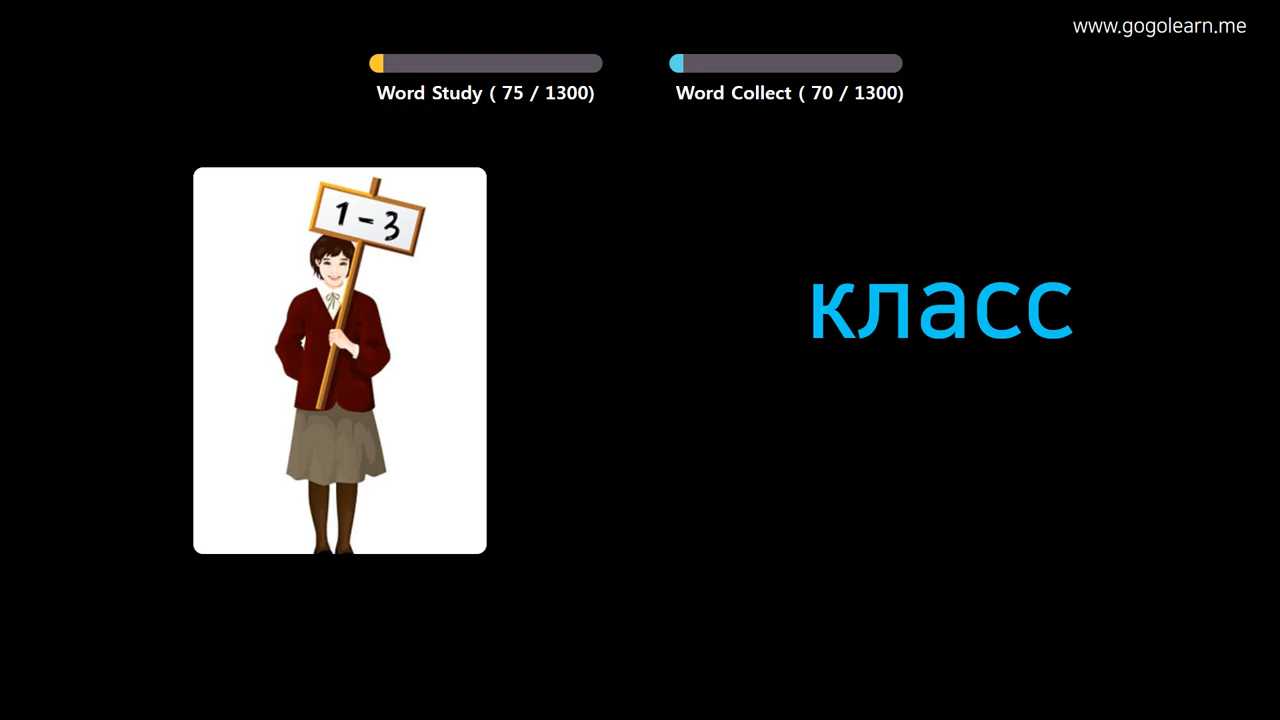 www.gogolearn.me
Word Study ( 75 / 1300)
Word Collect ( 70 / 1300)
1 - 3
класс